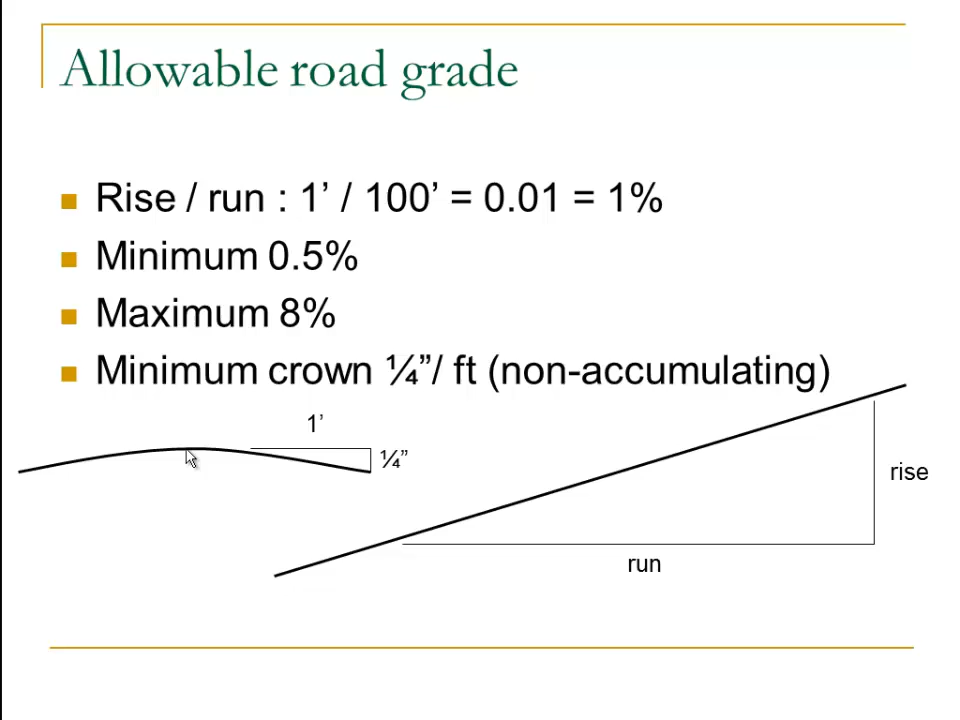 Allowable road grade
Rise / run : 1’ / 100’ = 0.01 = 1%
Minimum 0.5%
Maximum 8%
Minimum crown ¼”/ ft (non-accumulating)
1’
¼”
rise
run